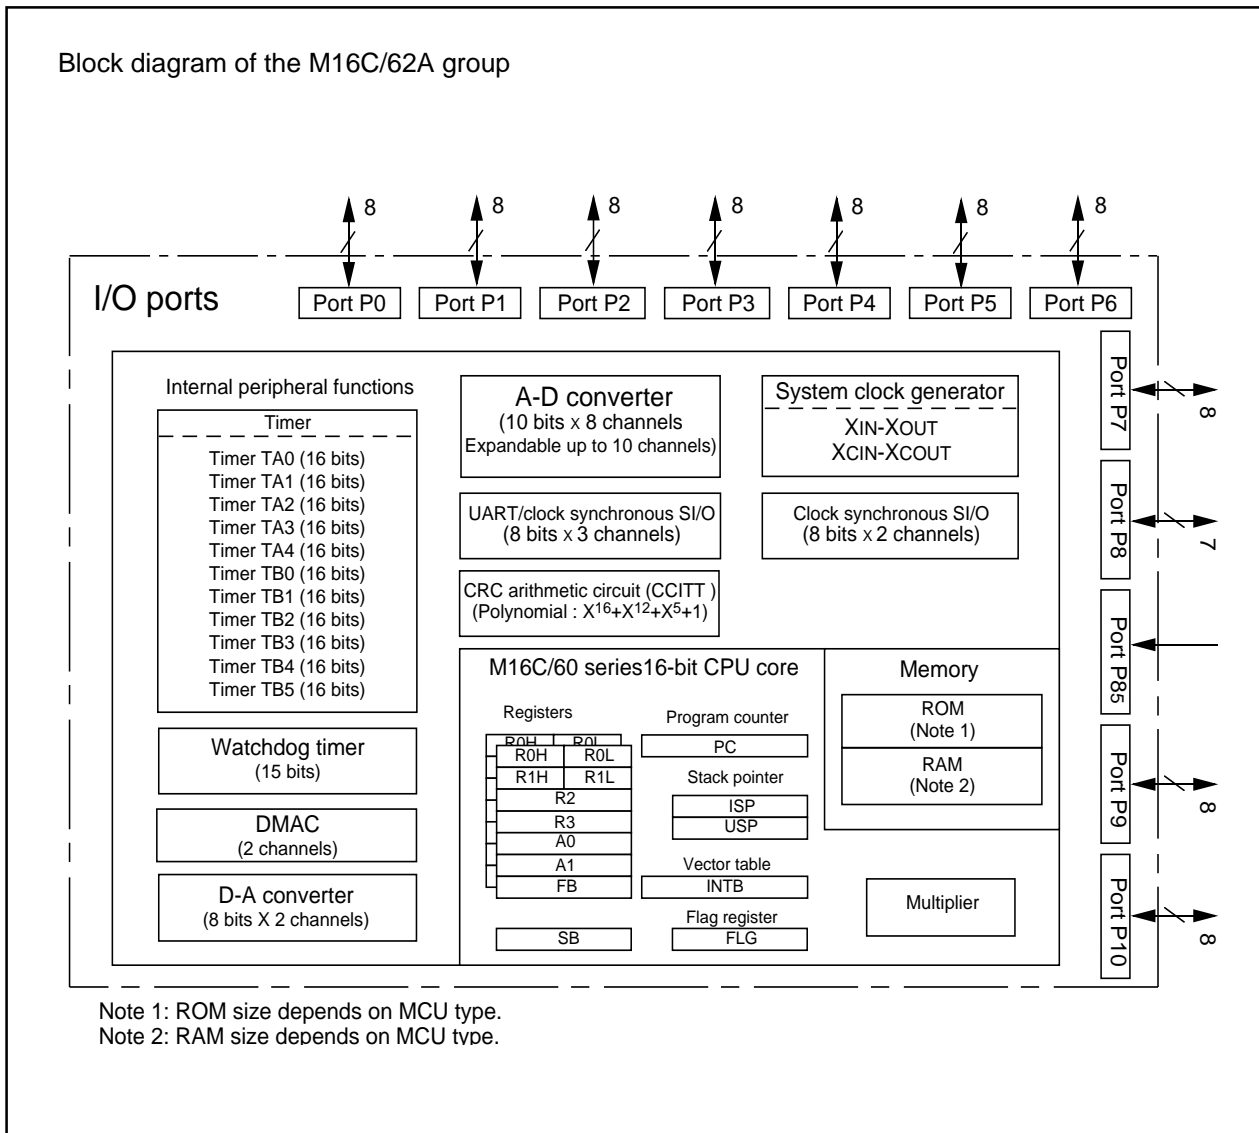 Block diagram of the M16C/62A group
8 8 8 8 8 8 8
I/O ports
Port P0 Port P1 Port P2 Port P3 Port P4 Port P5 Port P6
Port P7
8
Port P8
7
Port P85
Port P9
8
Port P10
8
Internal peripheral functions
Timer
Timer TA0 (16 bits)
Timer TA1 (16 bits)
Timer TA2 (16 bits)
Timer TA3 (16 bits)
Timer TA4 (16 bits)
Timer TB0 (16 bits)
Timer TB1 (16 bits)
Timer TB2 (16 bits)
Timer TB3 (16 bits)
Timer TB4 (16 bits)
Timer TB5 (16 bits)
Watchdog timer
(15 bits)
DMAC
(2 channels)
D-A converter
(8 bits X 2 channels)
A-D converter
(10 bits x 8 channels
Expandable up to 10 channels)
System clock generator
XIN-XOUT
XCIN-XCOUT
UART/clock synchronous SI/O
(8 bits x 3 channels)
Clock synchronous SI/O
(8 bits x 2 channels)
CRC arithmetic circuit (CCITT )
(Polynomial : X16+X12+X5+1)
M16C/60 series16-bit CPU core
Registers
R0H R0L
R0H R0L
R1H R1L
R2
R3
A0
A1
FB
SB
Program counter
PC
Stack pointer
ISP
USP
Vector table
INTB
Flag register
FLG
Memory
ROM
(Note 1)
RAM
(Note 2)
Multiplier
Note 1: ROM size depends on MCU type.
Note 2: RAM size depends on MCU type.